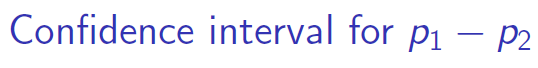 Confidence interval for p₁ − p₂